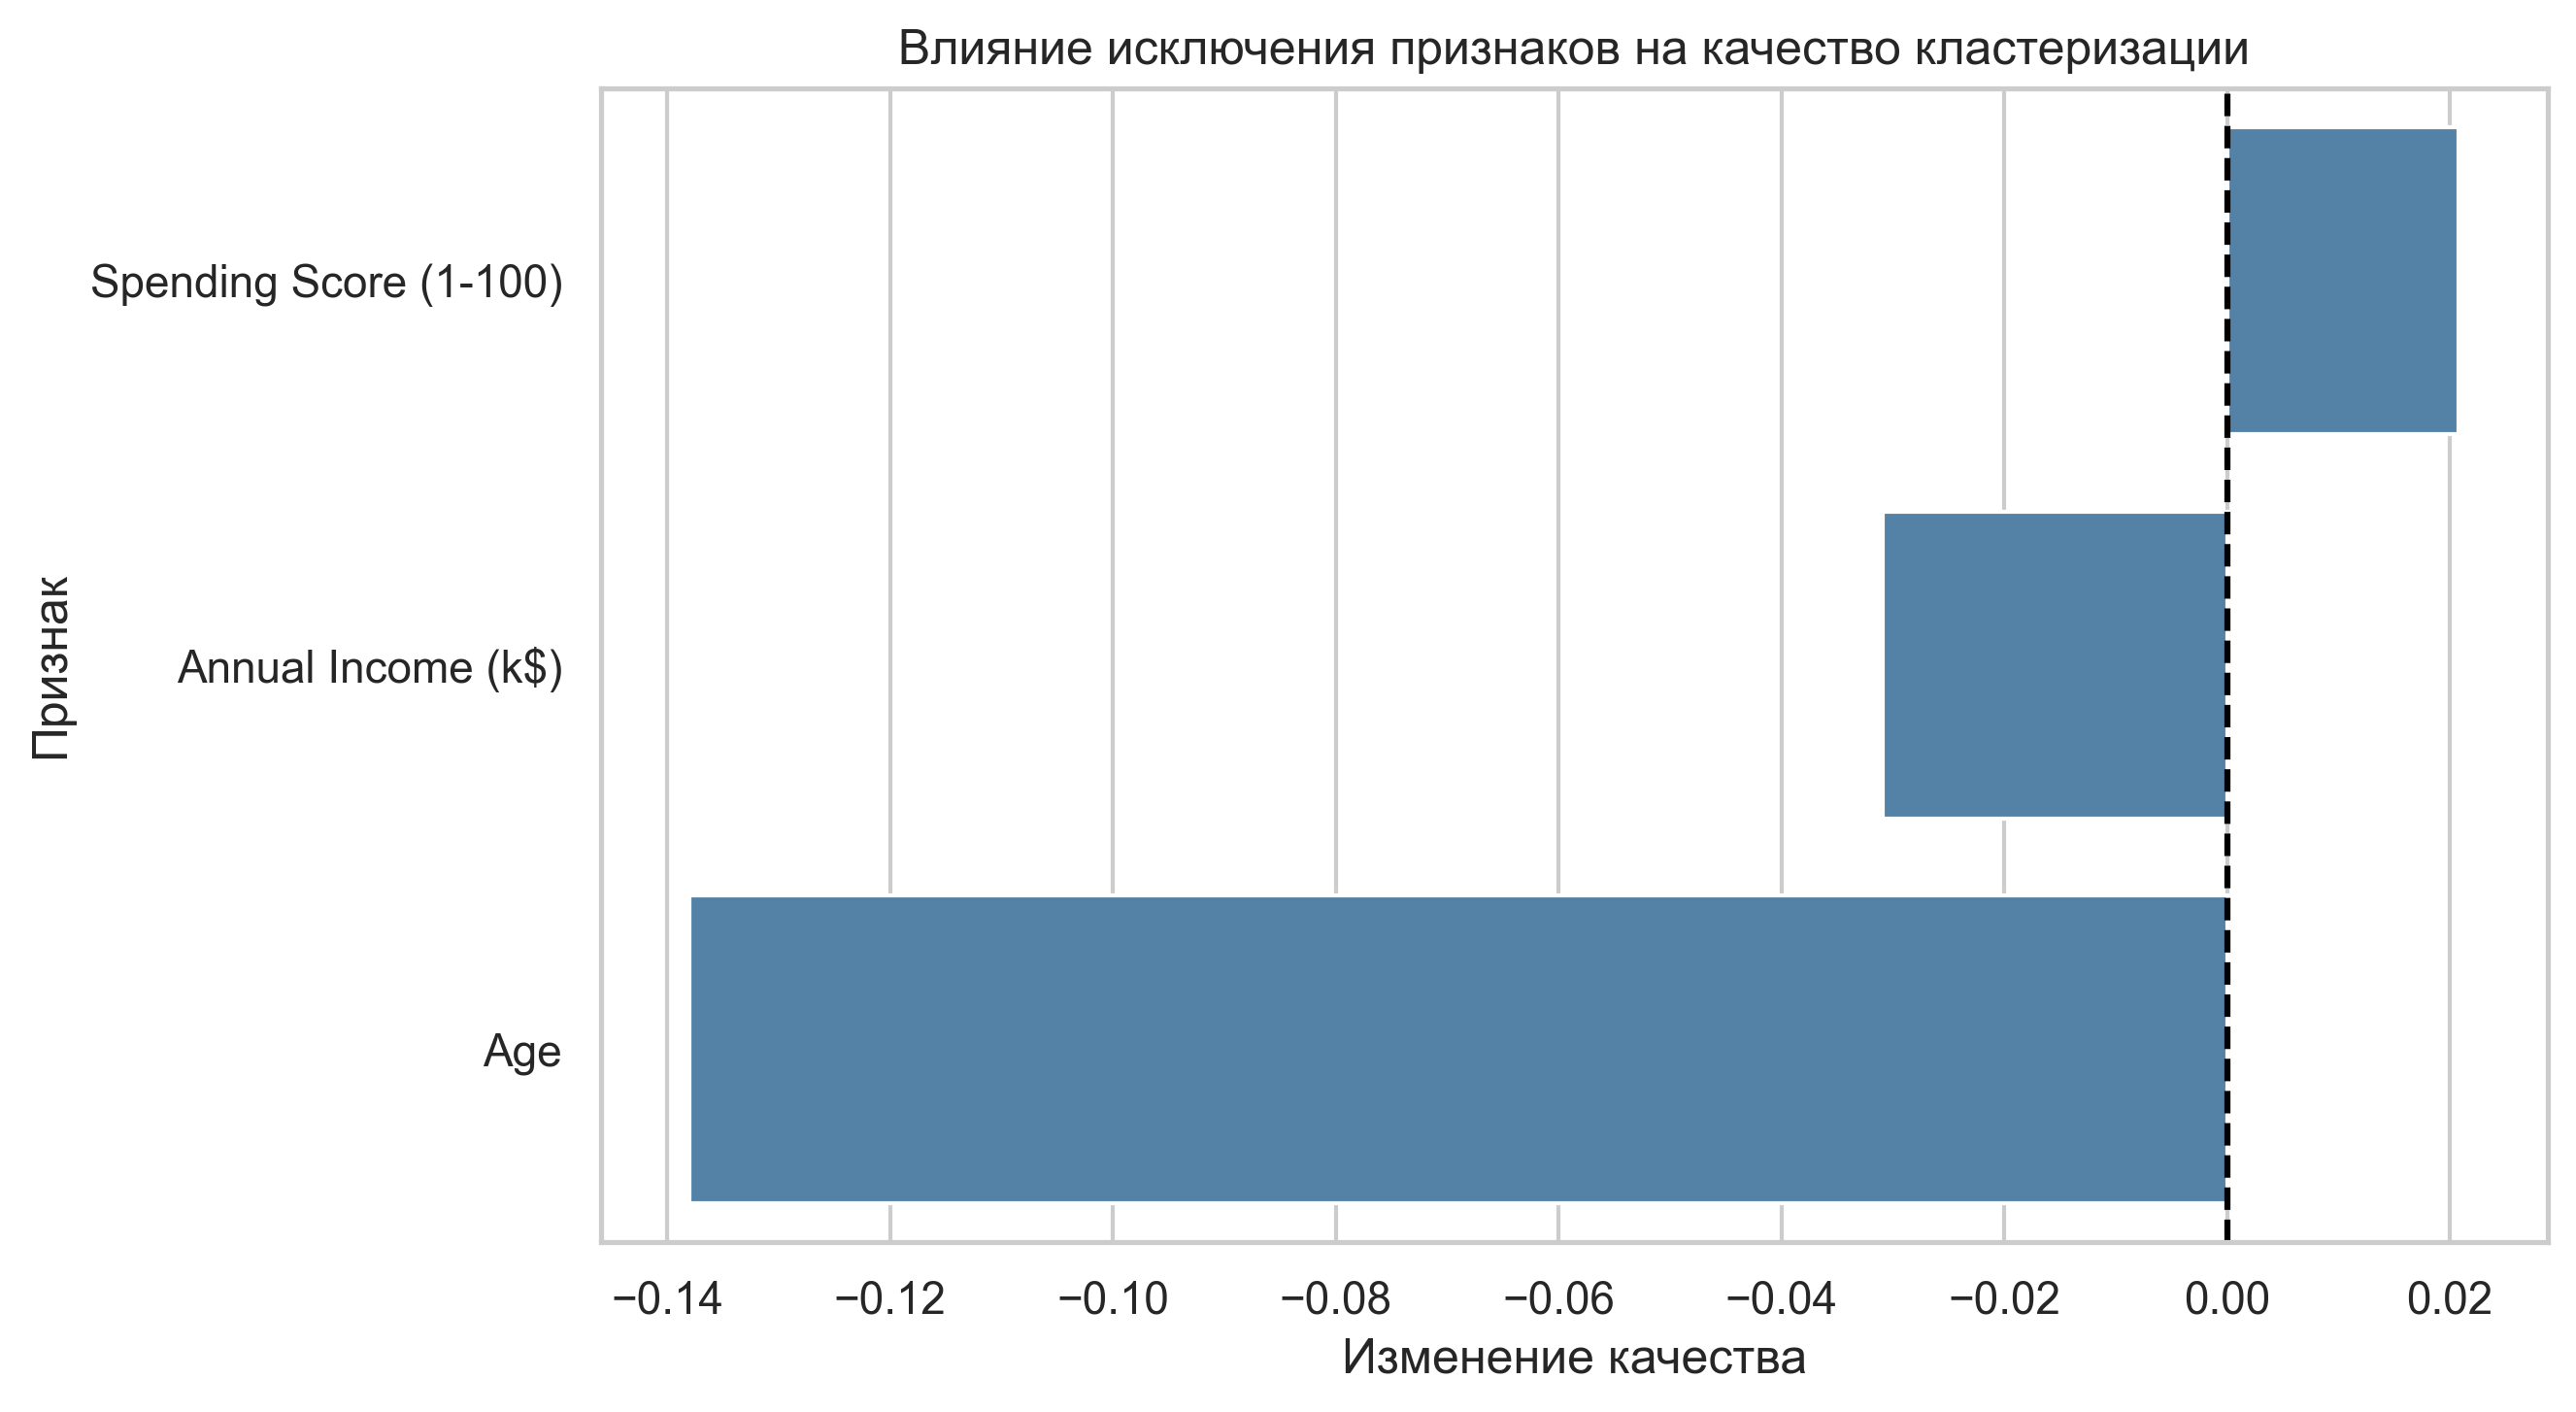 Влияние исключения признаков на качество кластеризации
Признак
Spending Score (1-100)
Annual Income (k$)
Age
−0.14
−0.12
−0.10
−0.08
−0.06
−0.04
−0.02
0.00
0.02
Изменение качества